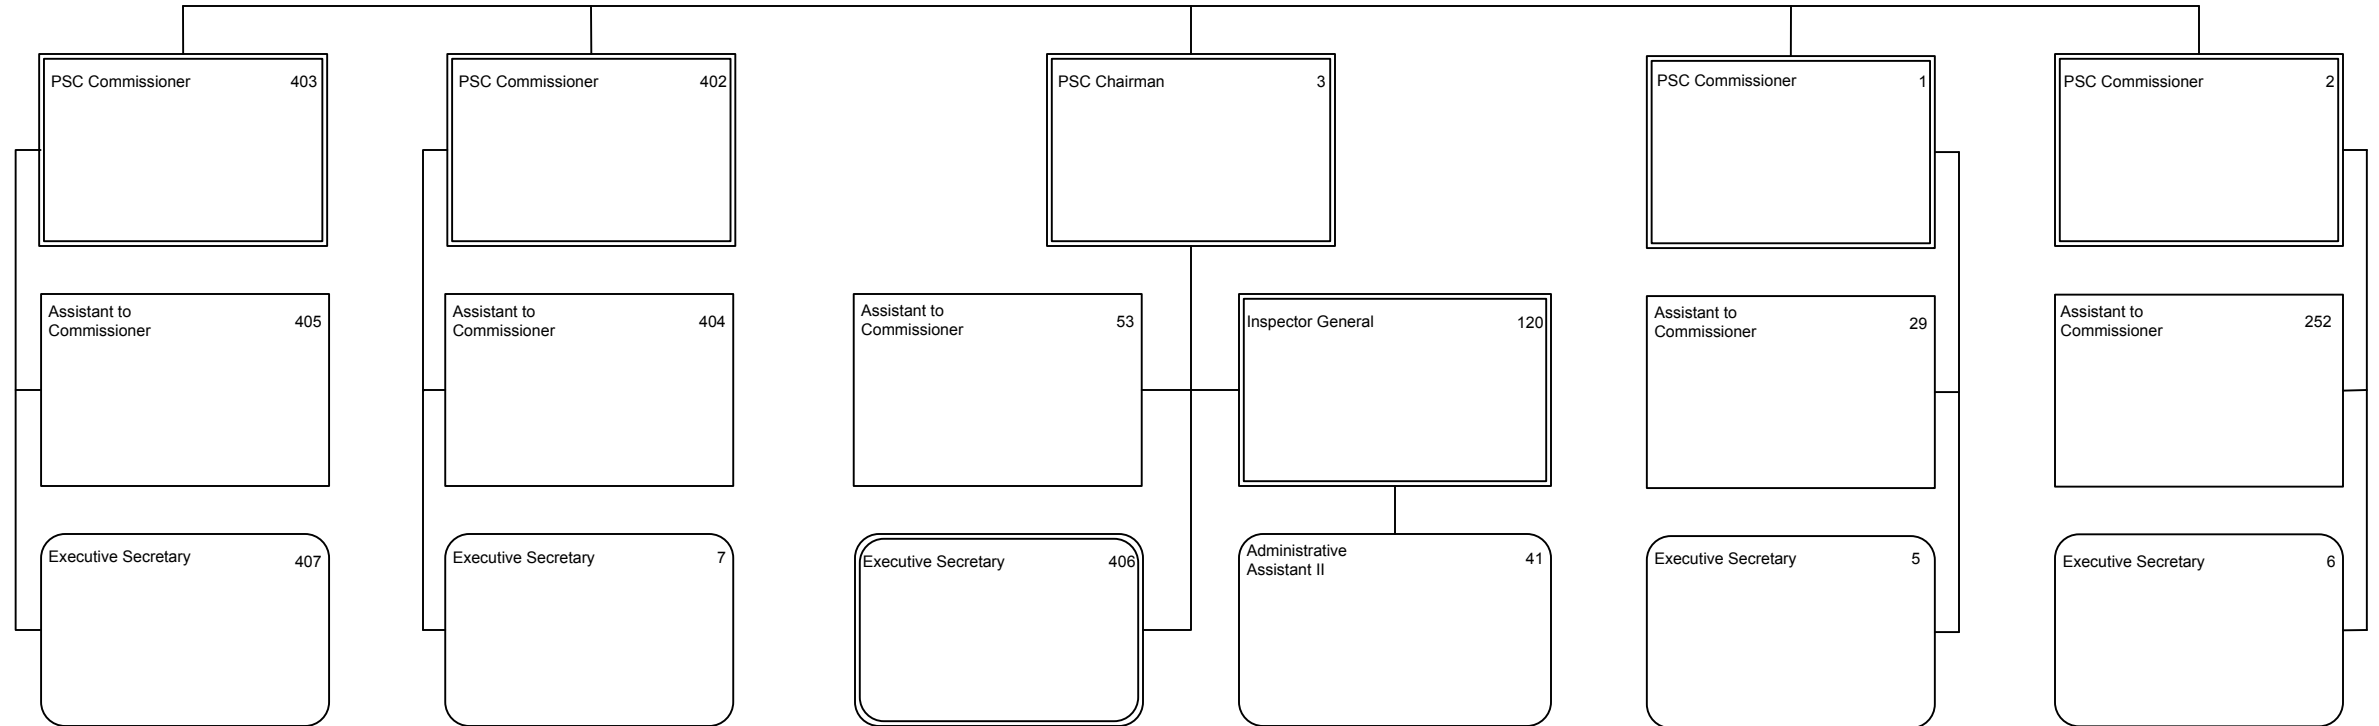 PSC Commissioner 403
PSC Commissioner 402
PSC Chairman 3
PSC Commissioner 1
PSC Commissioner 2
Assistant to
Commissioner 405
Assistant to
Commissioner 404
Assistant to
Commissioner 53
Inspector General 120
Assistant to
Commissioner 29
Assistant to
Commissioner 252
Executive Secretary 407
Executive Secretary 7
Executive Secretary 406
Administrative
Assistant II 41
Executive Secretary 5
Executive Secretary 6